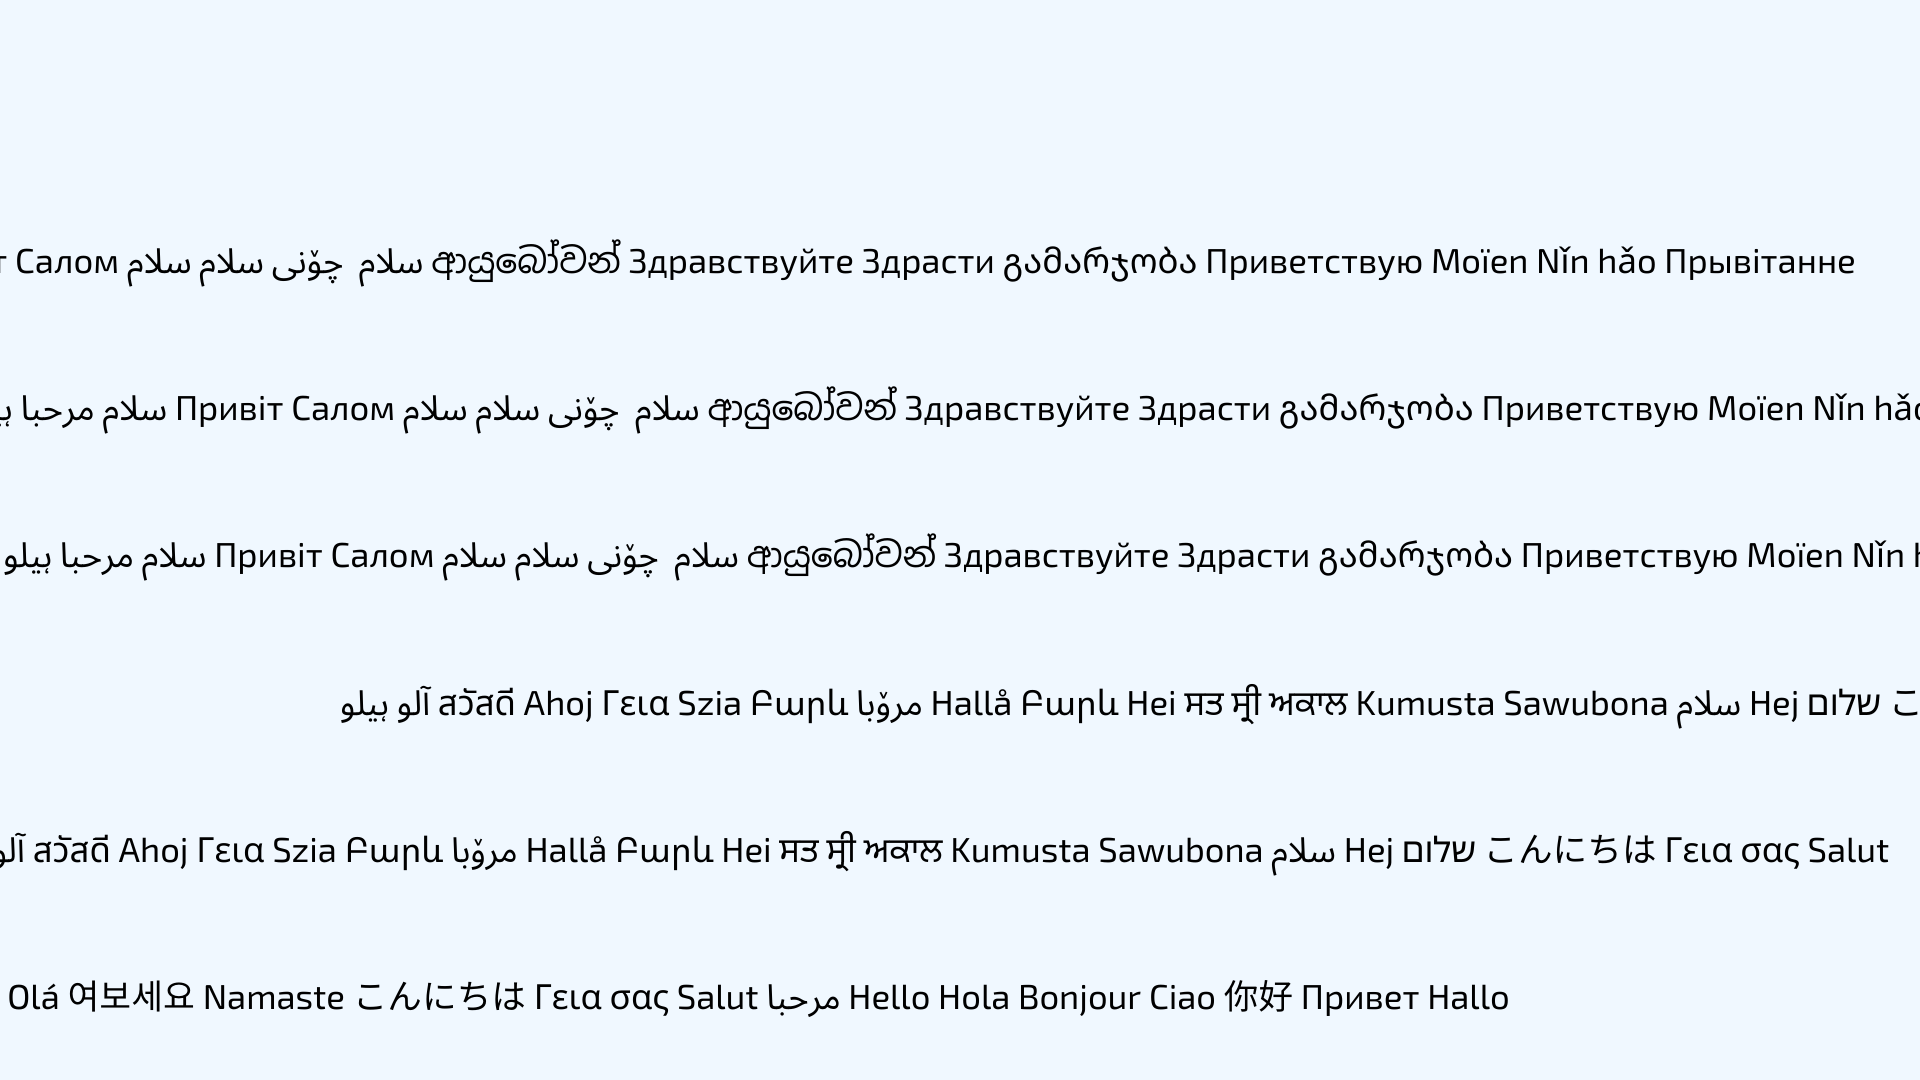 Салом سلام سلام چۆنی سلام ආයුබෝවන් Здравствуйте Здрасти გამარჯობა Приветствую Moïen Nǐn hǎo Прывітанне
سلام مرحبا Привіт Салом سلام سلام چۆنی سلام ආයුබෝවන් Здравствуйте Здрасти გამარჯობა Приветствую Moïen Nǐn
سلام مرحبا ہیلو Привіт Салом سلام سلام چۆنی سلام ආයුබෝවන් Здравствуйте Здрасти გამარჯობა Приветствую Moïen Nǐn
آلو ہیلو สวัสดี Ahoj Γεια Szia Բարև مرۆبا Hallå Բարև Hei ਸਤ ਸ੍ਰੀ ਅਕਾਲ Kumusta Sawubona سلام Hej שלום
สวัสดี Ahoj Γεια Szia Բարև مرۆبا Hallå Բարև Hei ਸਤ ਸ੍ਰੀ ਅਕਾਲ Kumusta Sawubona سلام Hej שלום こんにちは Γεια σας Salut
Olá 여보세요 Namaste こんにちは Γεια σας Salut مرحبا Hello Hola Bonjour Ciao 你好 Привет Hallo